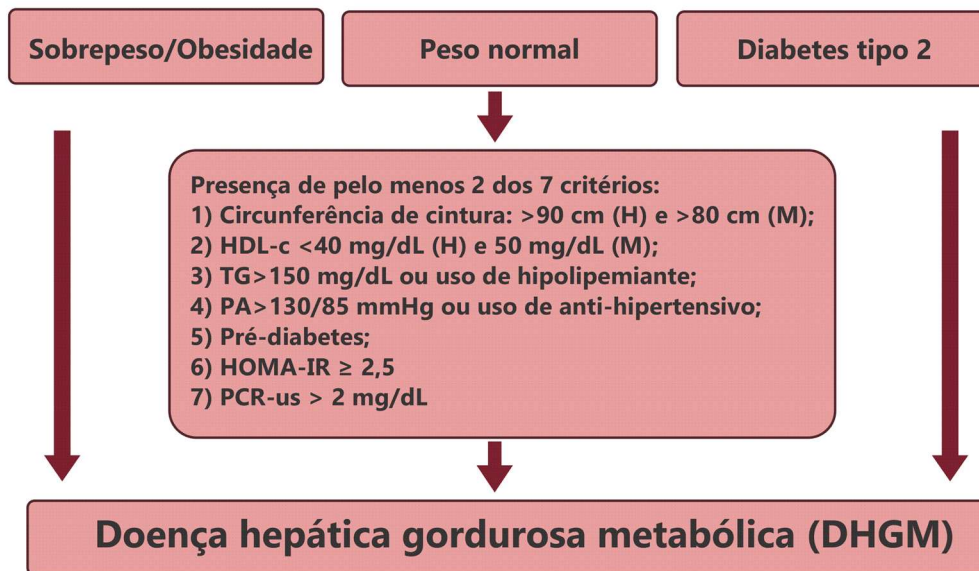 Sobrepeso/Obesidade
Peso normal
Diabetes tipo 2
Presença de pelo menos 2 dos 7 critérios:
1) Circunferência de cintura: >90 cm (H) e >80 cm (M);
2) HDL-c <40 mg/dL (H) e 50 mg/dL (M);
3) TG>150 mg/dL ou uso de hipolipemiante;
4) PA>130/85 mmHg ou uso de anti-hipertensivo;
5) Pré-diabetes;
6) HOMA-IR ≥ 2,5
7) PCR-us > 2 mg/dL
Doença hepática gordurosa metabólica (DHGM)